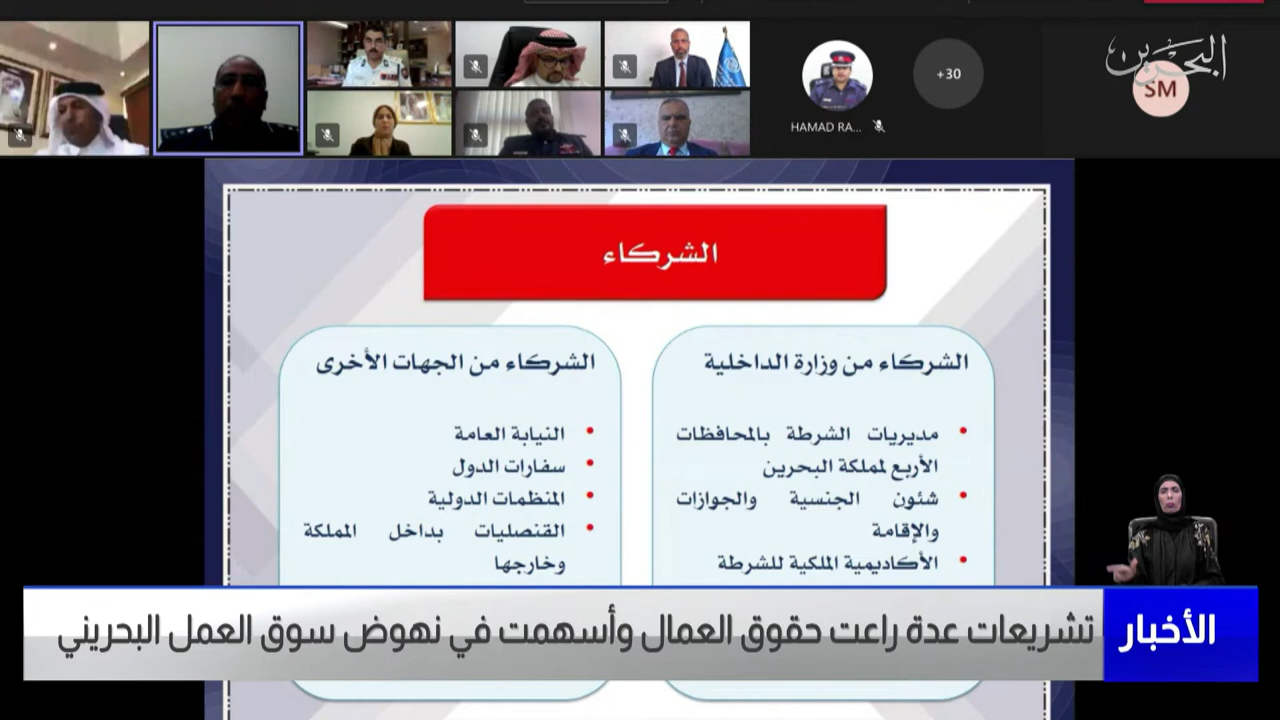 البحرين
+30
SM
HAMAD RA...
الشركاء
الشركاء من وزارة الداخلية
مديريات الشرطة بالمحافظات
الأربع لمملكة البحرين
شئون الجنسية والجوازات
والإقامة
الأكاديمية الملكية للشرطة
الشركاء من الجهات الأخرى
النيابة العامة
سفارات الدول
المنظمات الدولية
القنصليات بداخل المملكة
وخارجها
الأخبار
تشريعات عدة راعت حقوق العمال وأسهمت في نهوض سوق العمل البحريني